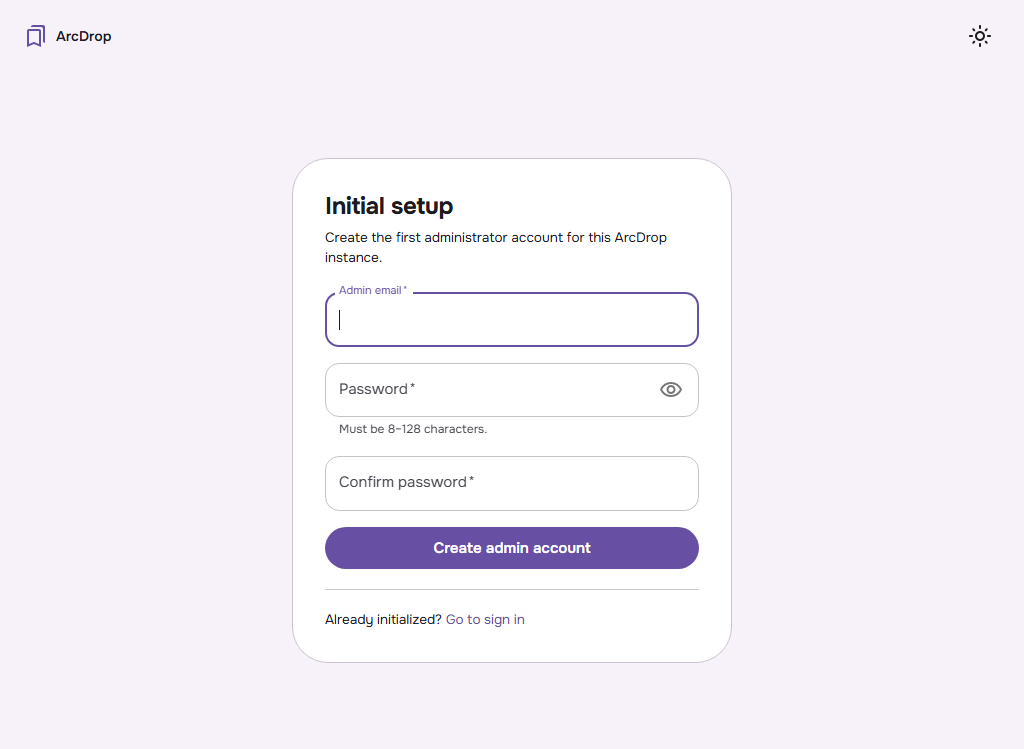 ArcDrop
Initial setup
Create the first administrator account for this ArcDrop
instance.
Admin email *
Password *
Must be 8–128 characters.
Confirm password *
Create admin account
Already initialized? Go to sign in